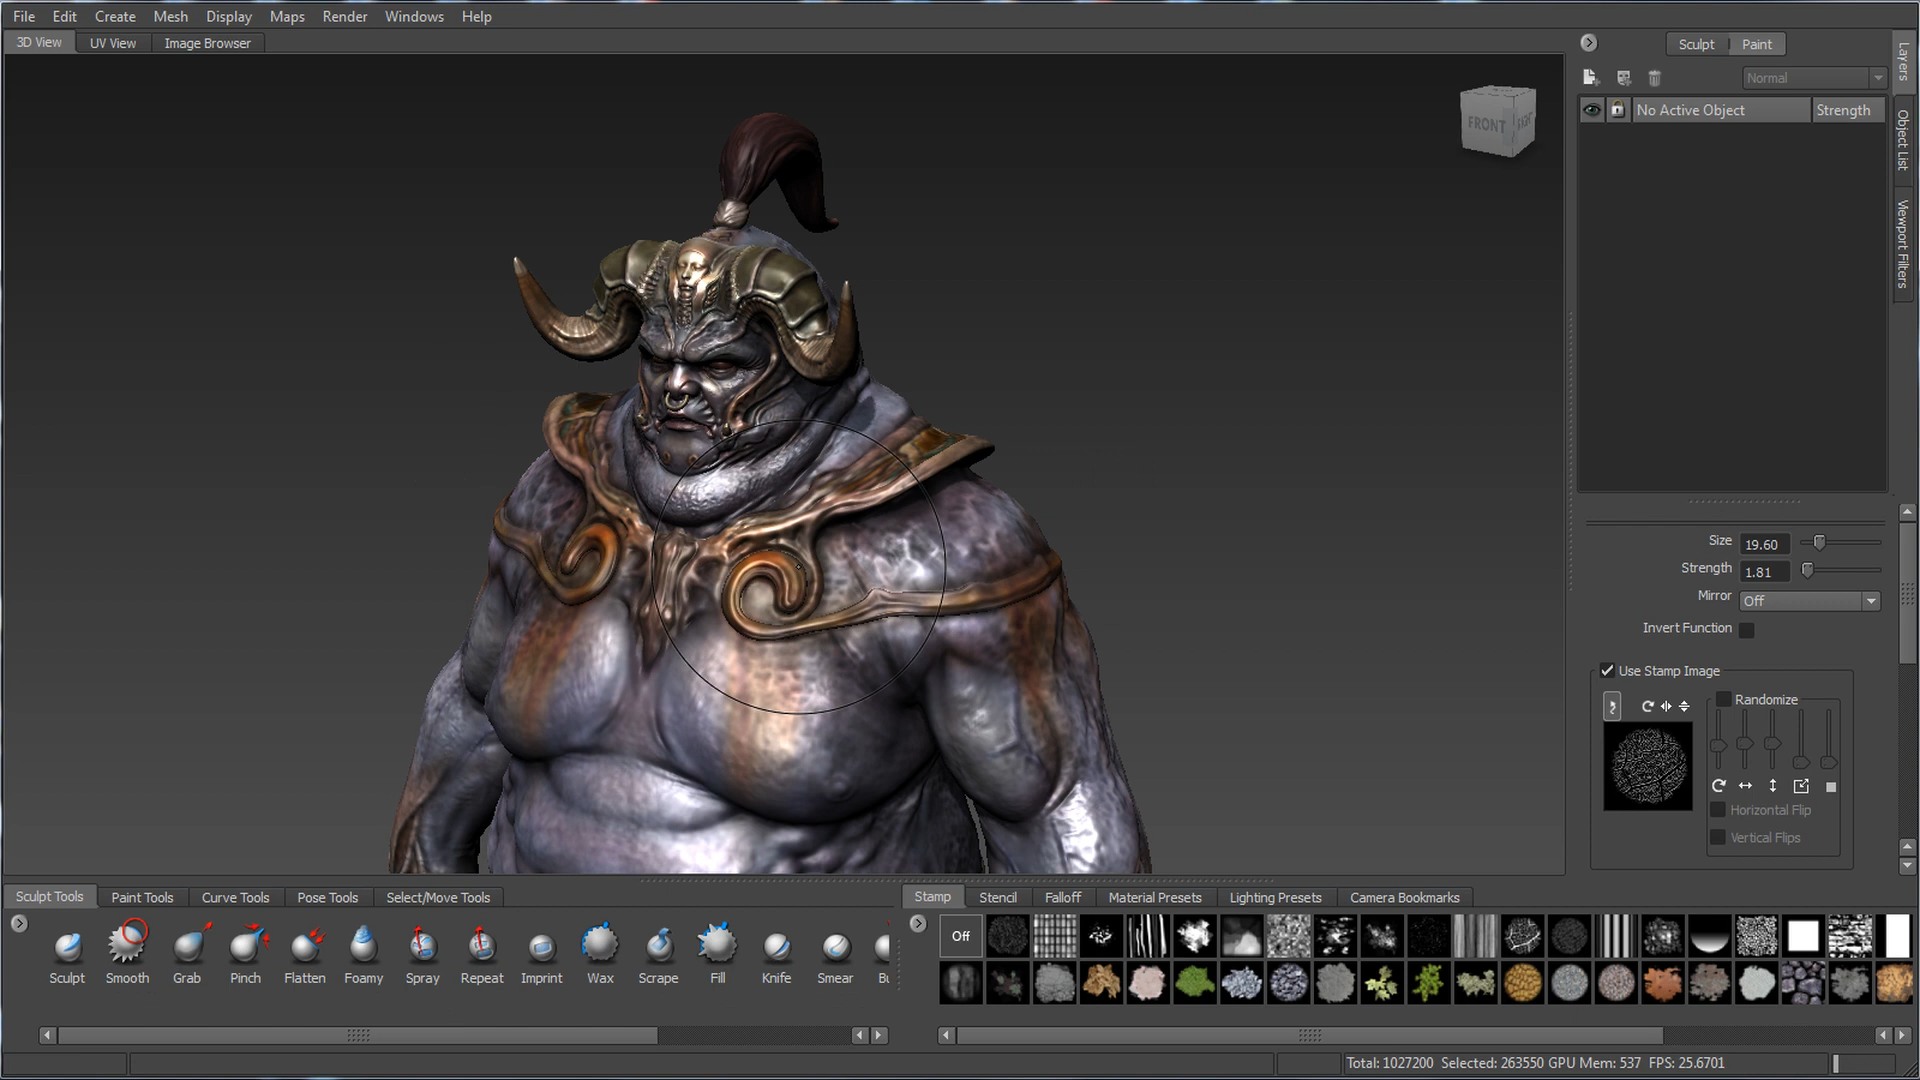 File Edit Create Mesh Display Maps Render Windows Help
3D View UV View Image Browser
Sculpt Paint
Normal
No Active Object Strength
FRONT
Layers
Object List
Viewport Filters
Size 19.60
Strength 1.81
Mirror Off
Invert Function
Use Stamp Image
Randomize
Horizontal Flip
Vertical Flips
Sculpt Tools Paint Tools Curve Tools Pose Tools Select/Move Tools
Stamp Stencil Falloff Material Presets Lighting Presets Camera Bookmarks
Off
Sculpt Smooth Grab Pinch Flatten Foamy Spray Repeat Imprint Wax Scrape Fill Knife Smear
Total: 1027200 Selected: 263550 GPU Mem: 537 FPS: 25.6701